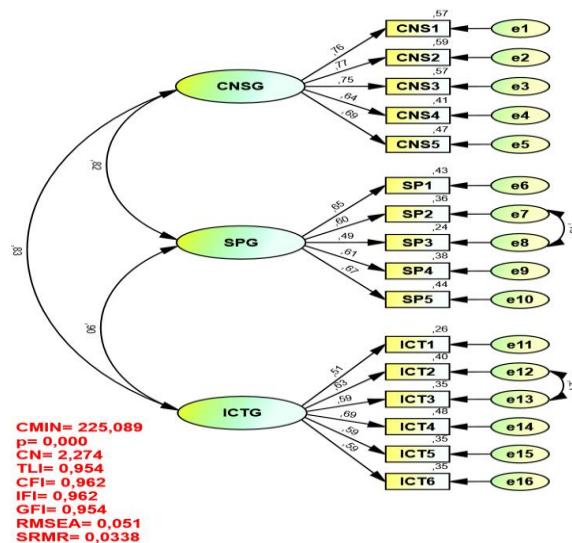 ,57
CNS1
e1
,76
,59
CNS2
e2
,77
,57
CNS3
e3
,75
CNSG
,41
CNS4
e4
,64
,47
CNS5
e5
,69
,82
,83
,43
SP1
e6
,65
,36
SP2
e7
,60
,24
SP3
e8
,49
SPG
,38
SP4
e9
,61
,44
SP5
e10
,67
,90
,26
ICT1
e11
,51
,40
ICT2
e12
,63
,35
ICT3
e13
,59
ICTG
,48
ICT4
e14
,69
,35
ICT5
e15
,59
,35
ICT6
e16
,59
CMIN= 225,089
p= 0,000
CN= 2,274
TLI= 0,954
CFI= 0,962
IFI= 0,962
GFI= 0,954
RMSEA= 0,051
SRMR= 0,0338